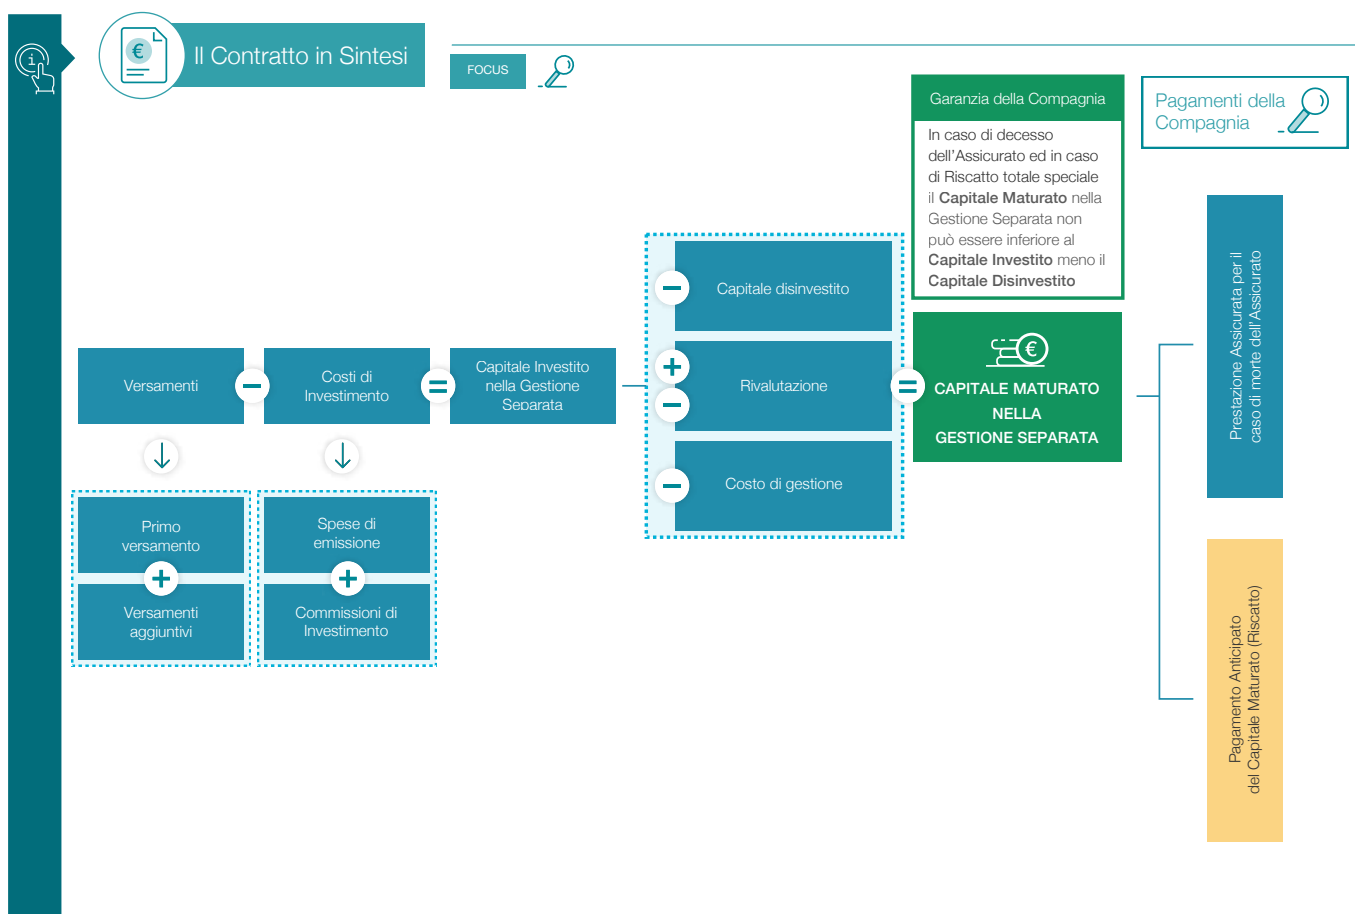 Il Contratto in Sintesi
FOCUS
Garanzia della Compagnia
In caso di decesso
dell'Assicurato ed in caso
di Riscatto totale speciale
il Capitale Maturato nella
Gestione Separata non
può essere inferiore al
Capitale Investito meno il
Capitale Disinvestito
Pagamenti della
Compagnia
Versamenti
Costi di
Investimento
Capitale Investito
nella Gestione
Separata
Capitale disinvestito
Rivalutazione
Costo di gestione
CAPITALE MATURATO
NELLA
GESTIONE SEPARATA
Primo
versamento
Versamenti
aggiuntivi
Spese di
emissione
Commissioni di
Investimento
Prestazione Assicurata per il
caso di morte dell'Assicurato
Pagamento Anticipato
del Capitale Maturato (Riscatto)